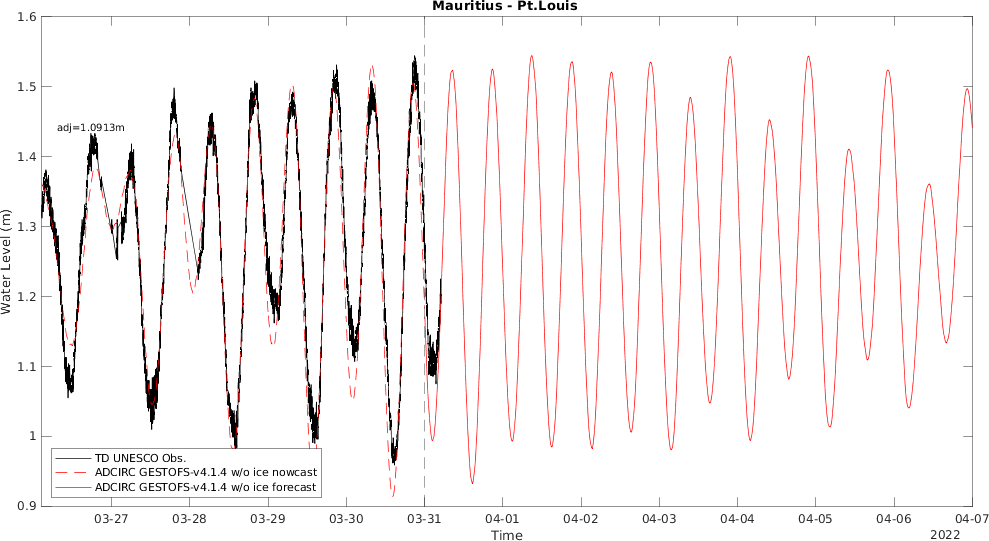 Mauritius - Pt.Louis
1.6
1.5
1.4
1.3
1.2
1.1
1
0.9
Water Level (m)
adj=1.0913m
TD UNESCO Obs.
ADCIRC GESTOFS-v4.1.4 w/o ice nowcast
ADCIRC GESTOFS-v4.1.4 w/o ice forecast
03-27 03-28 03-29 03-30 03-31 04-01 04-02 04-03 04-04 04-05 04-06 04-07
Time
2022